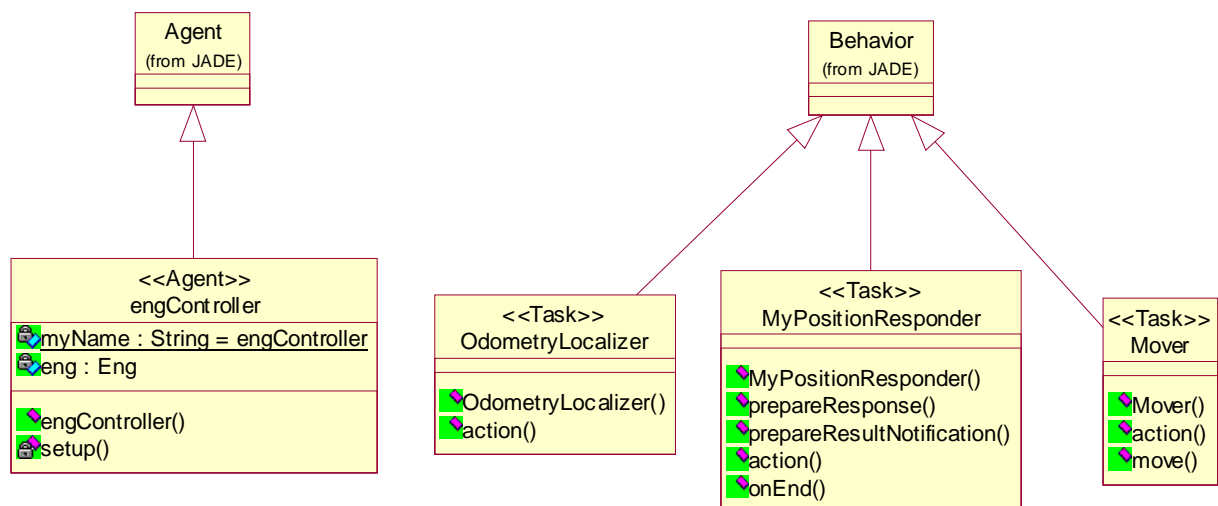 Agent
(from JADE)
Behavior
(from JADE)
<<Agent>>
engController
myName : String = engController
eng : Eng
engController()
setup()
<<Task>>
OdometryLocalizer
OdometryLocalizer()
action()
<<Task>>
MyPositionResponder
MyPositionResponder()
prepareResponse()
prepareResultNotification()
action()
onEnd()
<<Task>>
Mover
Mover()
action()
move()